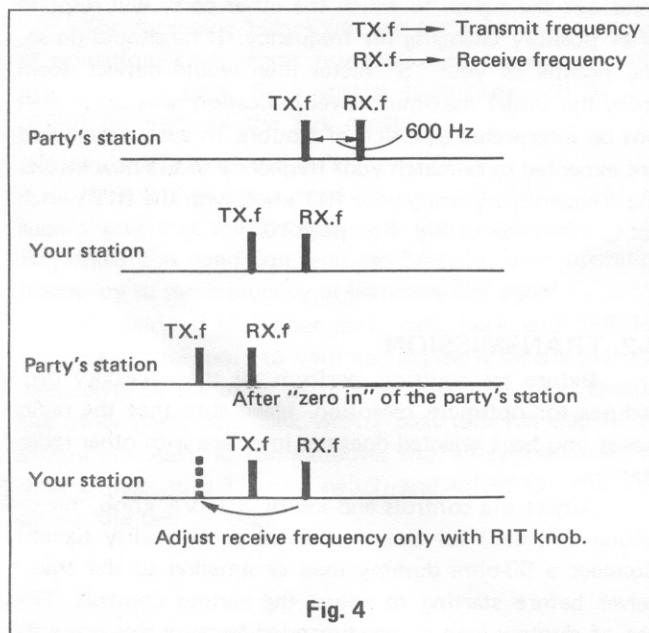 TX.f → Transmit frequency
RX.f → Receive frequency
TX.f RX.f
Party's station
600 Hz
TX.f RX.f
Your station
TX.f RX.f
Party's station
After "zero in" of the party's station
TX.f RX.f
Your station
Adjust receive frequency only with RIT knob.
Fig. 4